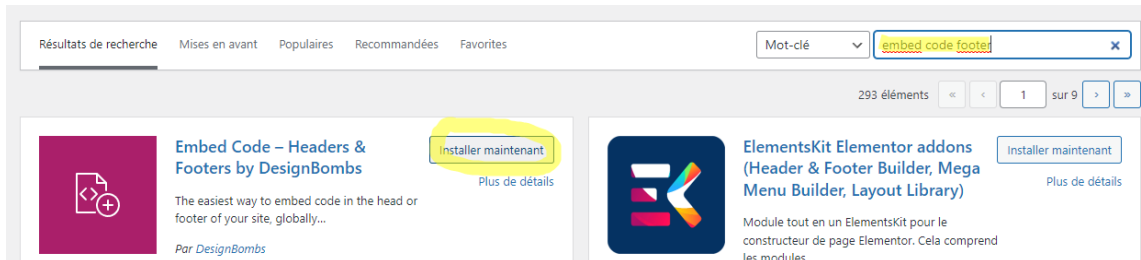 Résultats de recherche Mises en avant Populaires Recommandées Favorites Mot-clé embed code footer
293 éléments « ‹ 1 sur 9 › »
Embed Code – Headers & Footers by DesignBombs
Installer maintenant
Plus de détails
The easiest way to embed code in the head or
footer of your site, globally...
Par DesignBombs
ElementsKit Elementor addons
(Header & Footer Builder, Mega
Menu Builder, Layout Library)
Installer maintenant
Plus de détails
Module tout en un ElementsKit pour le
constructeur de page Elementor. Cela comprend
les modules